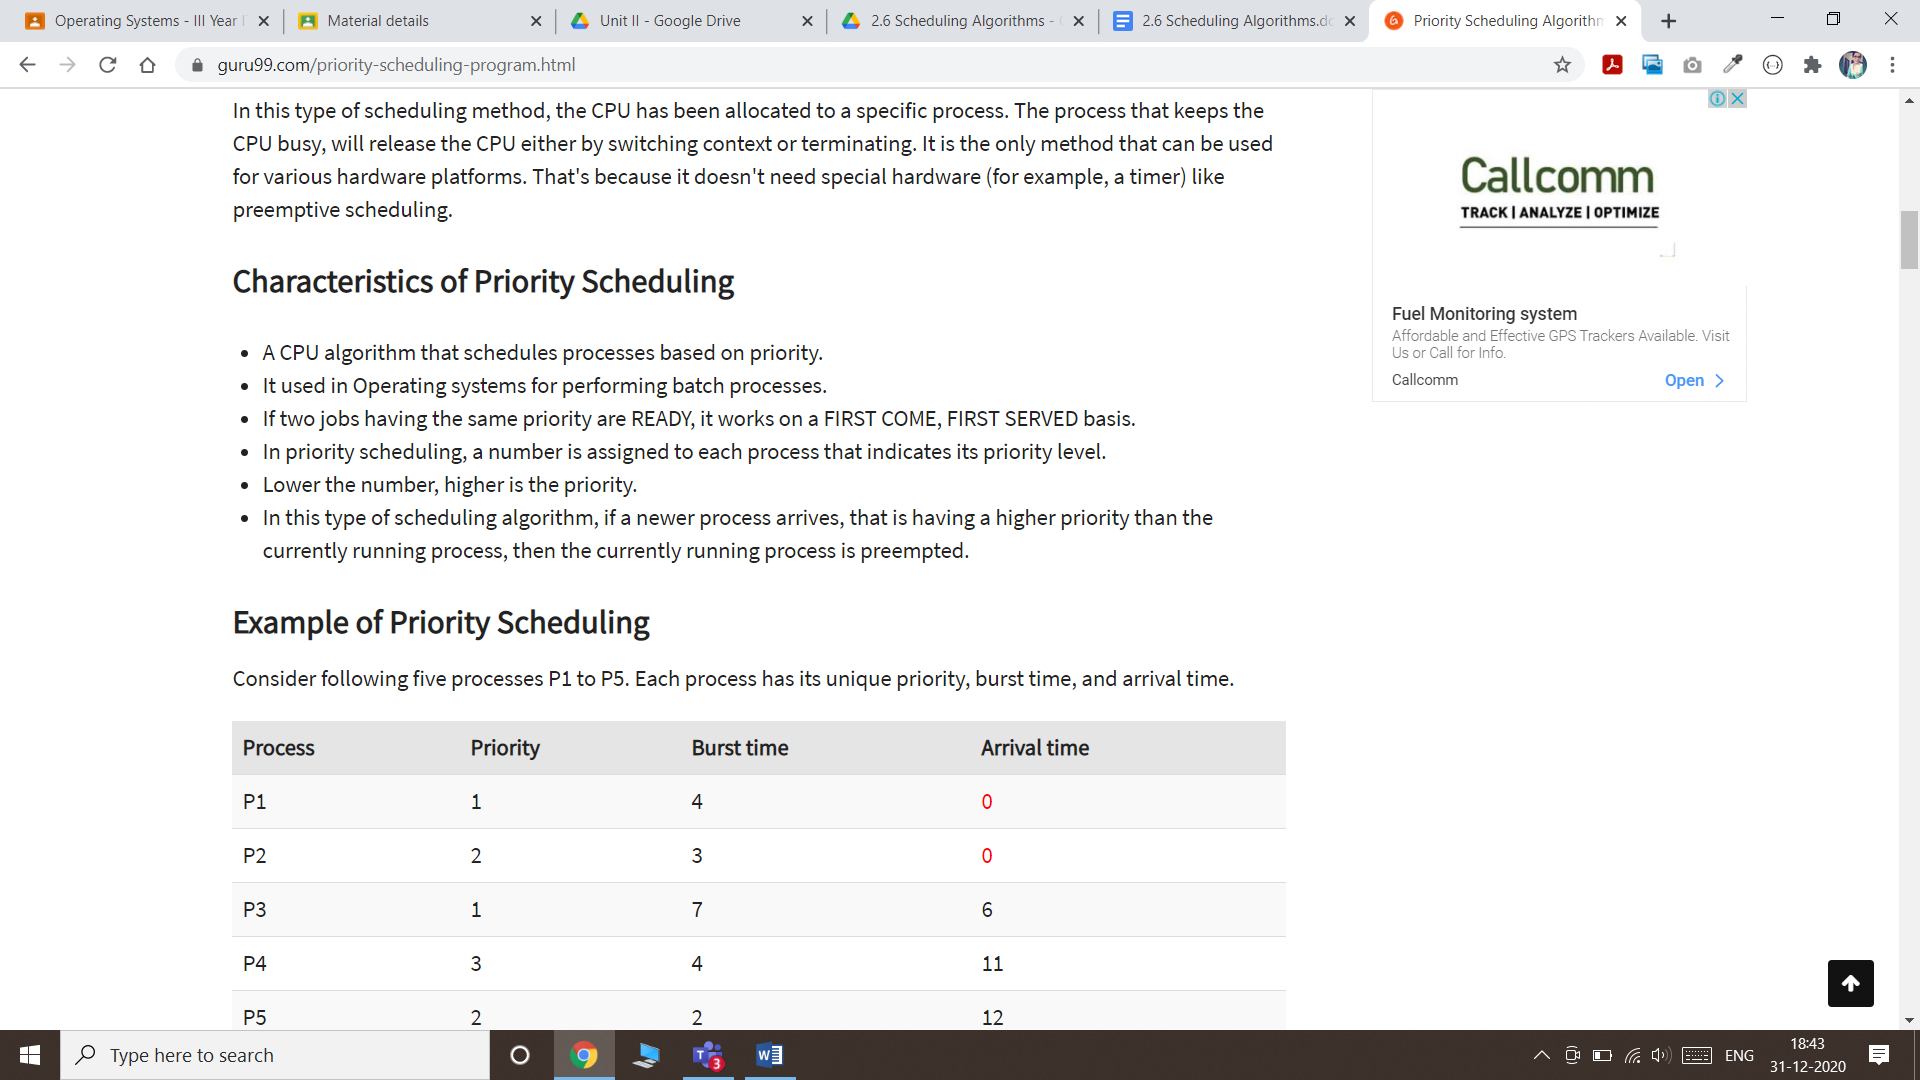 Operating Systems - III Year
Material details
Unit II - Google Drive
2.6 Scheduling Algorithms -
2.6 Scheduling Algorithms.do
Priority Scheduling Algorithm
guru99.com/priority-scheduling-program.html
In this type of scheduling method, the CPU has been allocated to a specific process. The process that keeps the
CPU busy, will release the CPU either by switching context or terminating. It is the only method that can be used
for various hardware platforms. That's because it doesn't need special hardware (for example, a timer) like
preemptive scheduling.
Characteristics of Priority Scheduling
• A CPU algorithm that schedules processes based on priority.
• It used in Operating systems for performing batch processes.
• If two jobs having the same priority are READY, it works on a FIRST COME, FIRST SERVED basis.
• In priority scheduling, a number is assigned to each process that indicates its priority level.
• Lower the number, higher is the priority.
• In this type of scheduling algorithm, if a newer process arrives, that is having a higher priority than the
currently running process, then the currently running process is preempted.
Example of Priority Scheduling
Consider following five processes P1 to P5. Each process has its unique priority, burst time, and arrival time.
Process Priority Burst time Arrival time
P1 1 4 0
P2 2 3 0
P3 1 7 6
P4 3 4 11
P5 2 2 12
Callcomm
TRACK | ANALYZE | OPTIMIZE
Fuel Monitoring system
Affordable and Effective GPS Trackers Available. Visit
Us or Call for Info.
Callcomm Open
Type here to search
3
ENG
18:43
31-12-2020